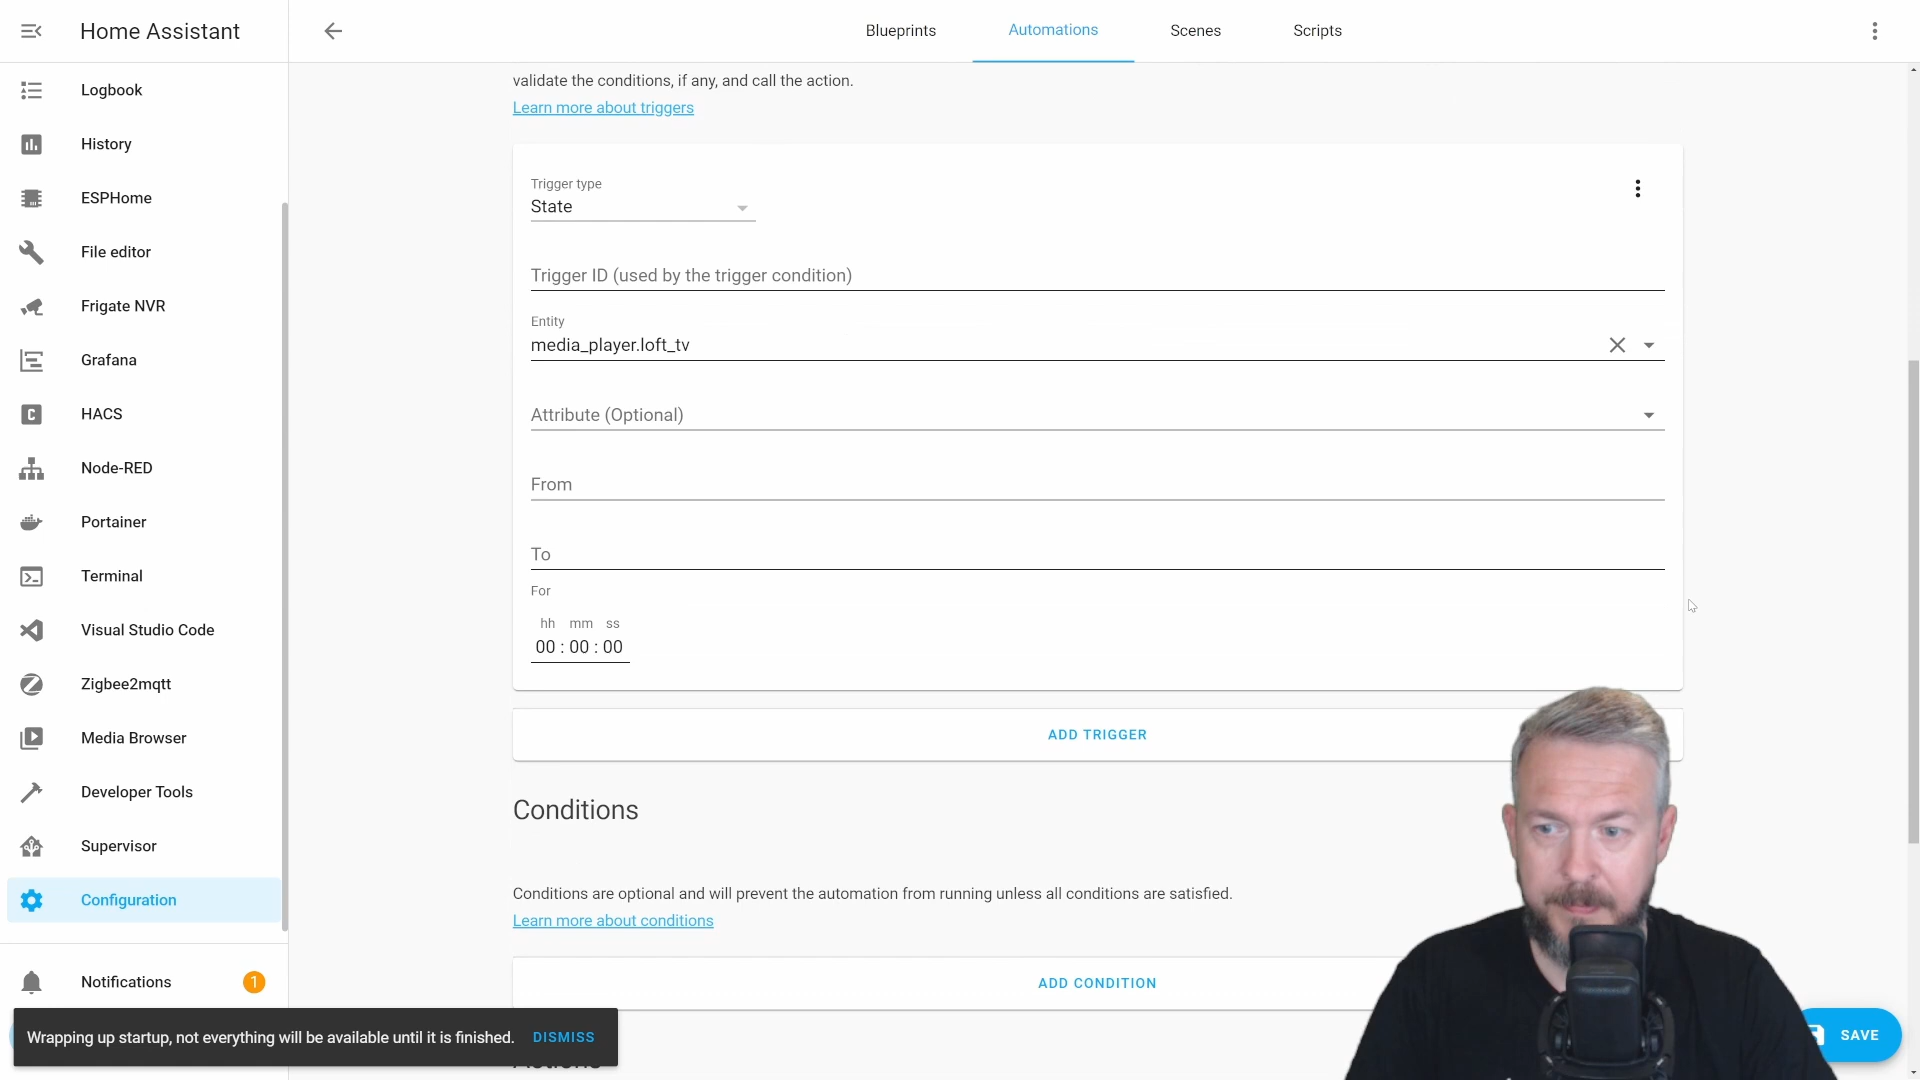 Home Assistant
Blueprints
Automations
Scenes
Scripts
Logbook
History
ESPHome
File editor
Frigate NVR
Grafana
HACS
Node-RED
Portainer
Terminal
Visual Studio Code
Zigbee2mqtt
Media Browser
Developer Tools
Supervisor
Configuration
Notifications
1
Wrapping up startup, not everything will be available until it is finished. DISMISS
validate the conditions, if any, and call the action.
Learn more about triggers
Trigger type
State
Trigger ID (used by the trigger condition)
Entity
media_player.loft_tv
Attribute (Optional)
From
To
For
hh mm ss
00 : 00 : 00
ADD TRIGGER
Conditions
Conditions are optional and will prevent the automation from running unless all conditions are satisfied.
Learn more about conditions
ADD CONDITION
Actions
SAVE